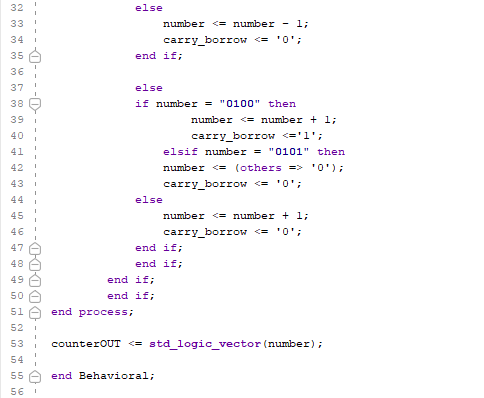 32 else
33 number <= number - 1;
34 carry_borrow <= '0';
35 end if;
36
37 else
38 if number = "0100" then
39 number <= number + 1;
40 carry_borrow <='1';
41 elsif number = "0101" then
42 number <= (others => '0');
43 carry_borrow <= '0';
44 else
45 number <= number + 1;
46 carry_borrow <= '0';
47 end if;
48 end if;
49 end if;
50 end if;
51 end process;
52
53 counterOUT <= std_logic_vector(number);
54
55 end Behavioral;
56